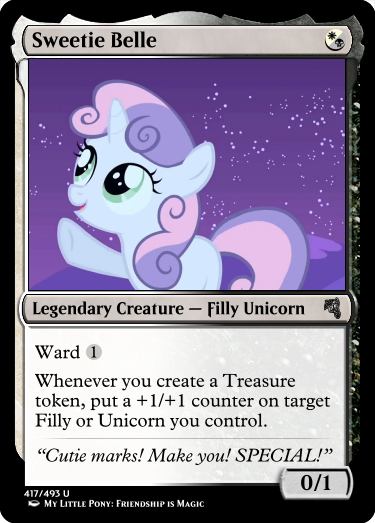 Sweetie Belle
Legendary Creature — Filly Unicorn
Ward 1
Whenever you create a Treasure
token, put a +1/+1 counter on target
Filly or Unicorn you control.
“Cutie marks! Make you! SPECIAL!”
0/1
417/493 U
My Little Pony: Friendship is Magic